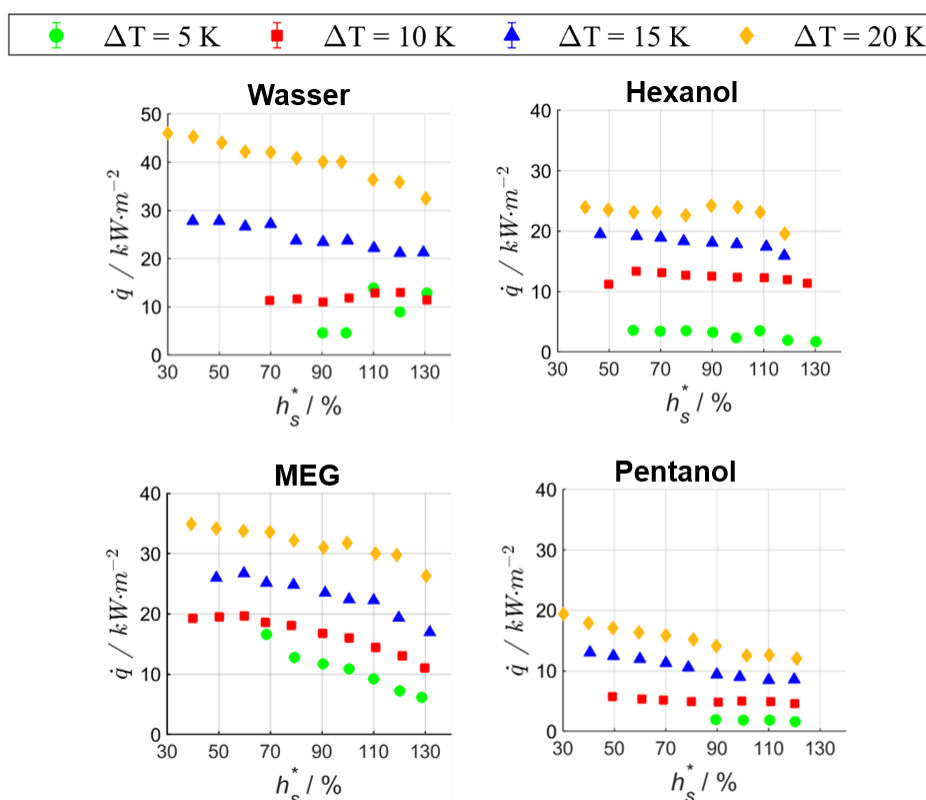 ΔT = 5 K ΔT = 10 K ΔT = 15 K ΔT = 20 K
Wasser
50
40
30
20
10
0
q̇ / kW·m⁻²
30 50 70 90 110 130
h*s / %
Hexanol
40
30
20
10
0
q̇ / kW·m⁻²
30 50 70 90 110 130
h*s / %
MEG
40
30
20
10
0
q̇ / kW·m⁻²
30 50 70 90 110 130
h*s / %
Pentanol
40
30
20
10
0
q̇ / kW·m⁻²
30 50 70 90 110 130
h*s / %